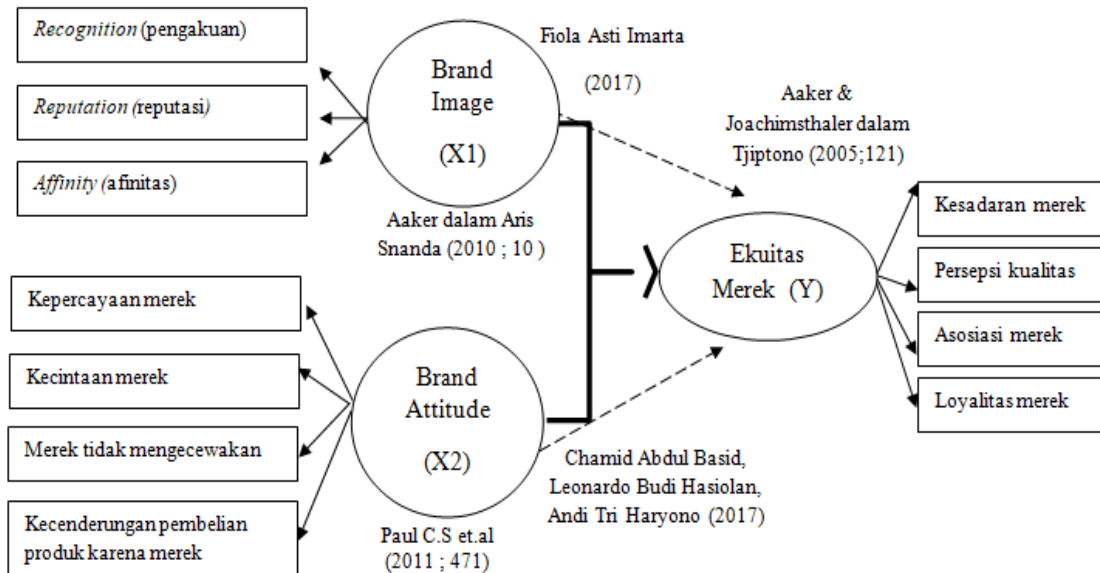 Recognition (pengakuan)
Reputation (reputasi)
Affinity (afinitas)
Brand
Image
(X1)
Aaker dalam Aris
Snanda (2010 ; 10 )
Fiola Asti Imarta
(2017)
Aaker &
Joachimsthaler dalam
Tjiptono (2005;121)
Kepercayaan merek
Kecintaan merek
Merek tidak mengecewakan
Kecenderungan pembelian
produk karena merek
Brand
Attitude
(X2)
Paul C.S et.al
(2011 ; 471)
Chamid Abdul Basid,
Leonardo Budi Hasiolan,
Andi Tri Haryono (2017)
Ekuitas
Merek (Y)
Kesadaran merek
Persepsi kualitas
Asosiasi merek
Loyalitas merek